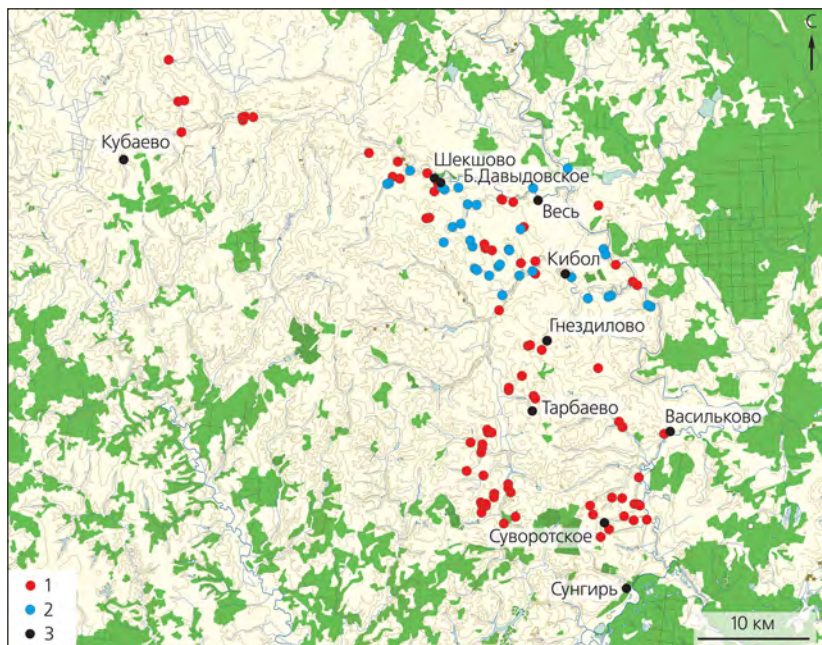 С
Кубаево
Шекшово
Б.Давыдовское
Весь
Кибол
Гнездилово
Тарбаево
Васильково
Суворотское
Сунгирь
1
2
3
10 км